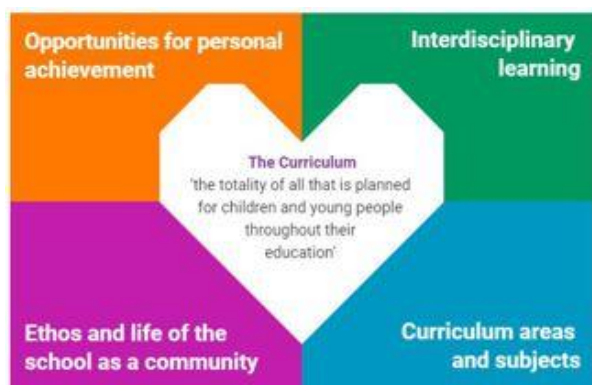 Opportunities for personal
achievement
Interdisciplinary
learning
The Curriculum
'the totality of all that is planned
for children and young people
throughout their
education'
Ethos and life of the
school as a community
Curriculum areas
and subjects